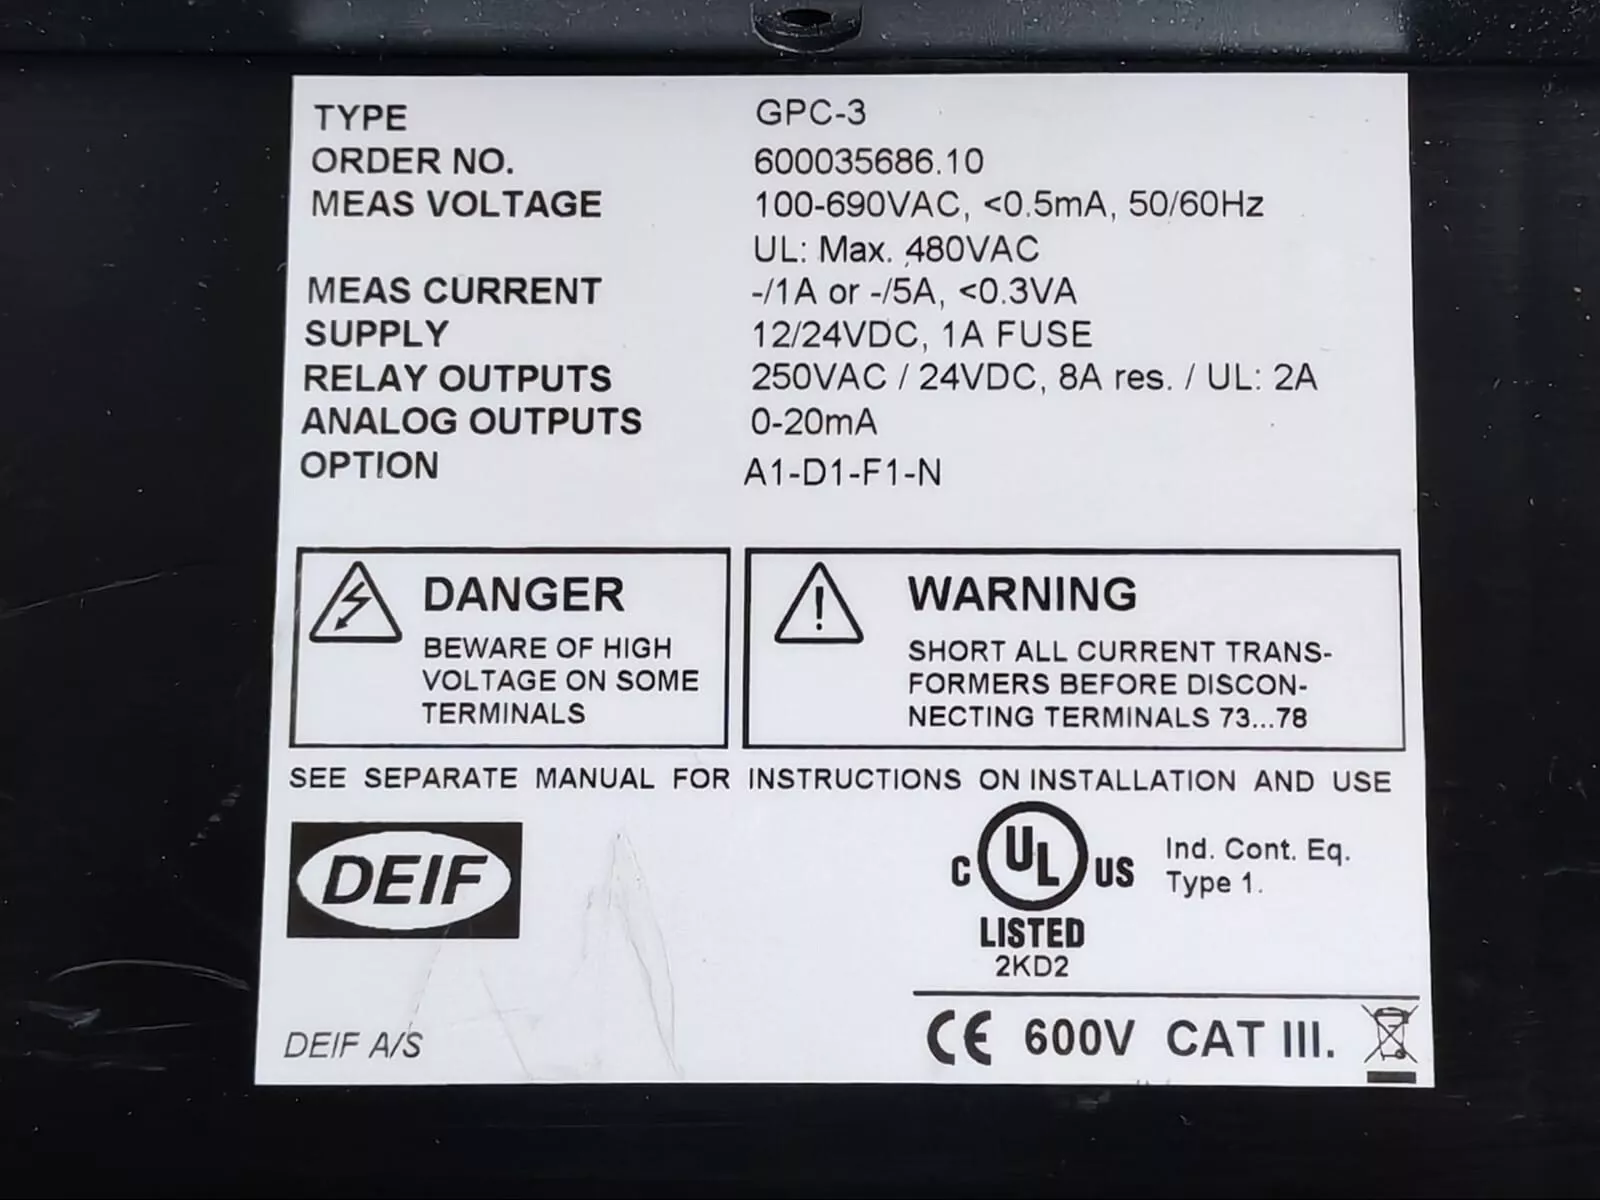 TYPE GPC-3
ORDER NO. 600035686.10
MEAS VOLTAGE 100-690VAC, <0.5mA, 50/60Hz
UL: Max. 480VAC
MEAS CURRENT -/1A or -/5A, <0.3VA
SUPPLY 12/24VDC, 1A FUSE
RELAY OUTPUTS 250VAC / 24VDC, 8A res. / UL: 2A
ANALOG OUTPUTS 0-20mA
OPTION A1-D1-F1-N
DANGER
BEWARE OF HIGH
VOLTAGE ON SOME
TERMINALS
WARNING
SHORT ALL CURRENT TRANS-
FORMERS BEFORE DISCON-
NECTING TERMINALS 73...78
SEE SEPARATE MANUAL FOR INSTRUCTIONS ON INSTALLATION AND USE
DEIF
C UL US
LISTED
2KD2
Ind. Cont. Eq.
Type 1.
DEIF A/S
CE 600V CAT III.